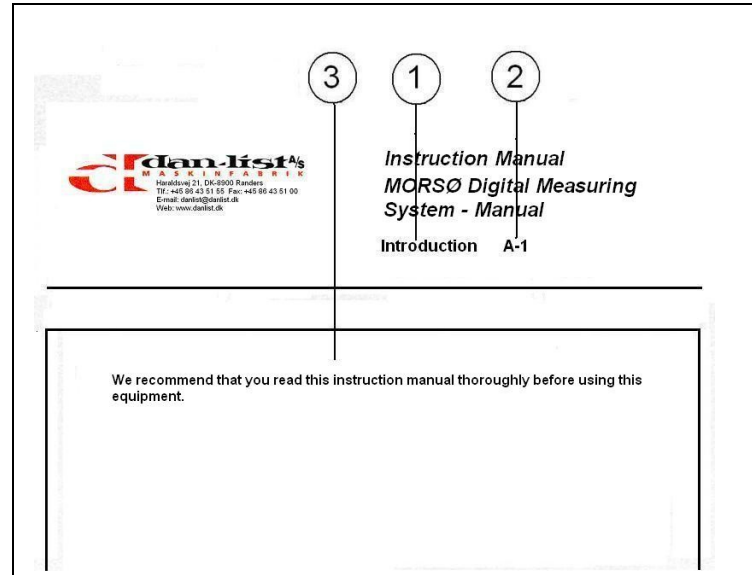 3 1 2
dan-list A/s
MASKINFABRIK
Haraldsvej 21, DK-8900 Randers
Tlf.: +45 86 43 51 55 Fax: +45 86 43 51 00
E-mail: danlist@danlist.dk
Web: www.danlist.dk
Instruction Manual
MORSØ Digital Measuring
System - Manual
Introduction A-1
We recommend that you read this instruction manual thoroughly before using this
equipment.